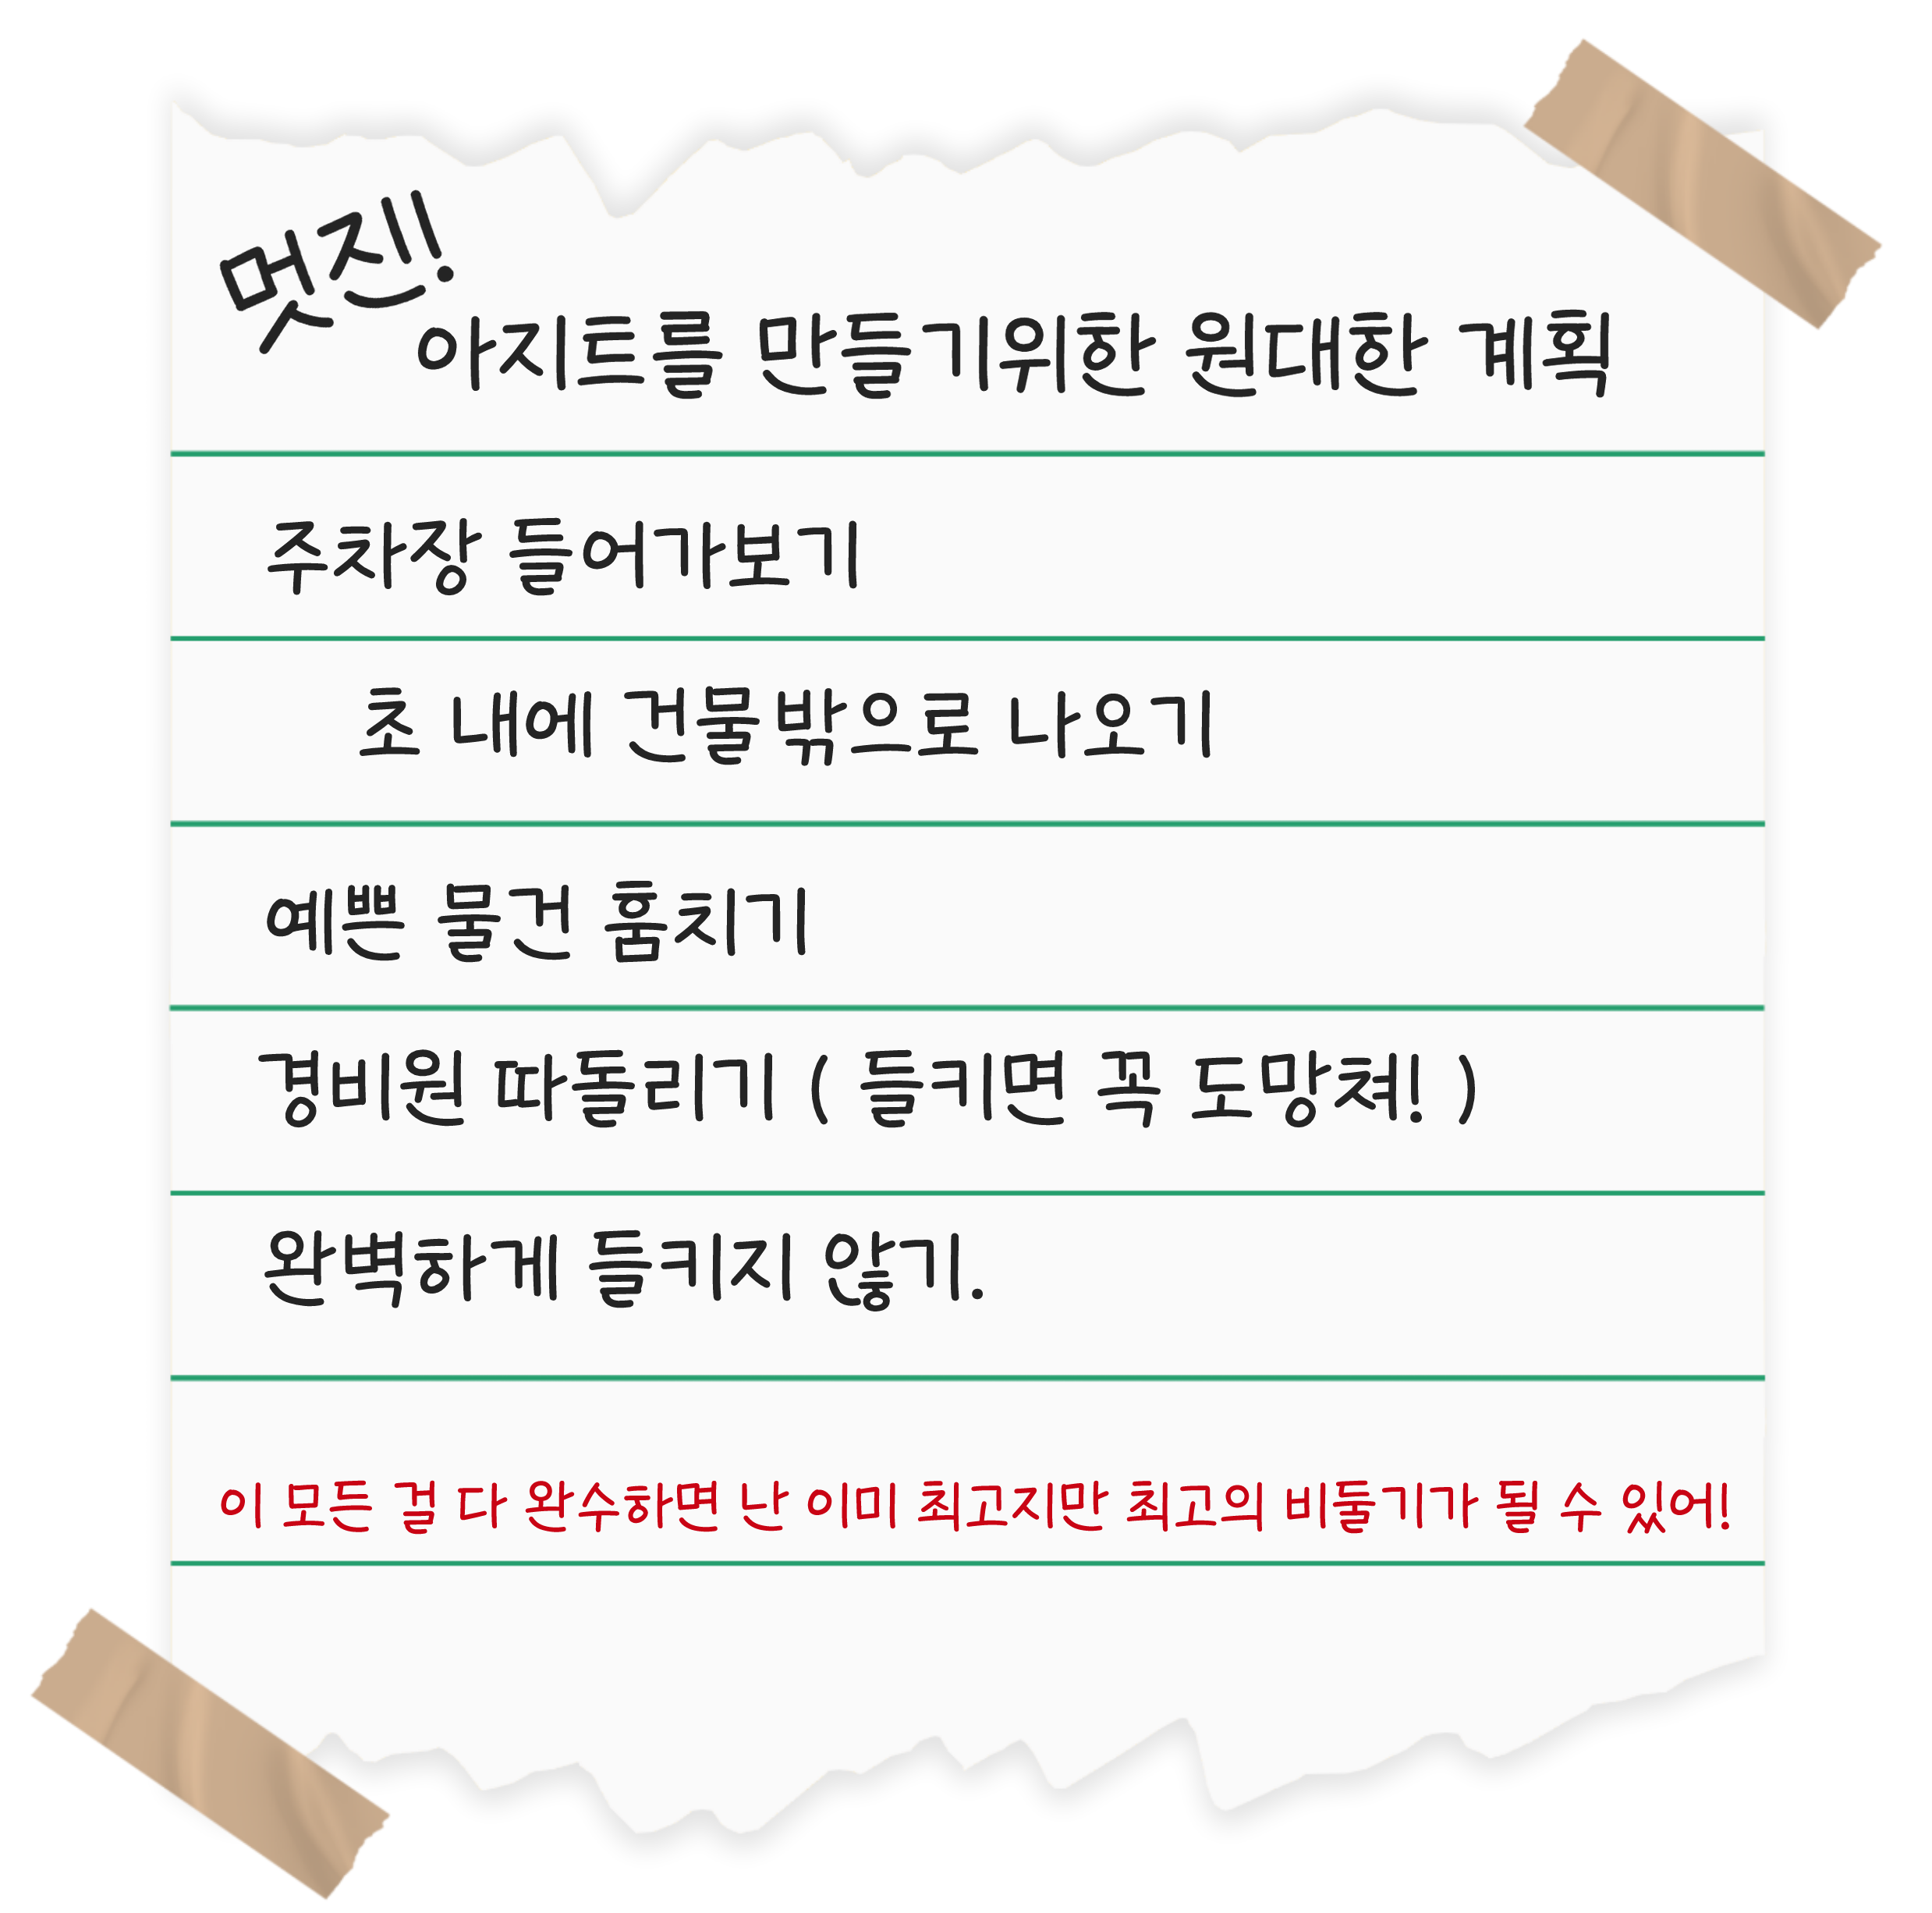 멋진!
아지트를 만들기위한 원대한 계획
주차장 들어가보기
초 내에 건물밖으로 나오기
예쁜 물건 훔치기
경비원 따돌리기 ( 들키면 꼭 도망쳐! )
완벽하게 들키지 않기.
이 모든 걸 다 완수하면 난 이미 최고지만 최고의 비둘기가 될 수 있어!